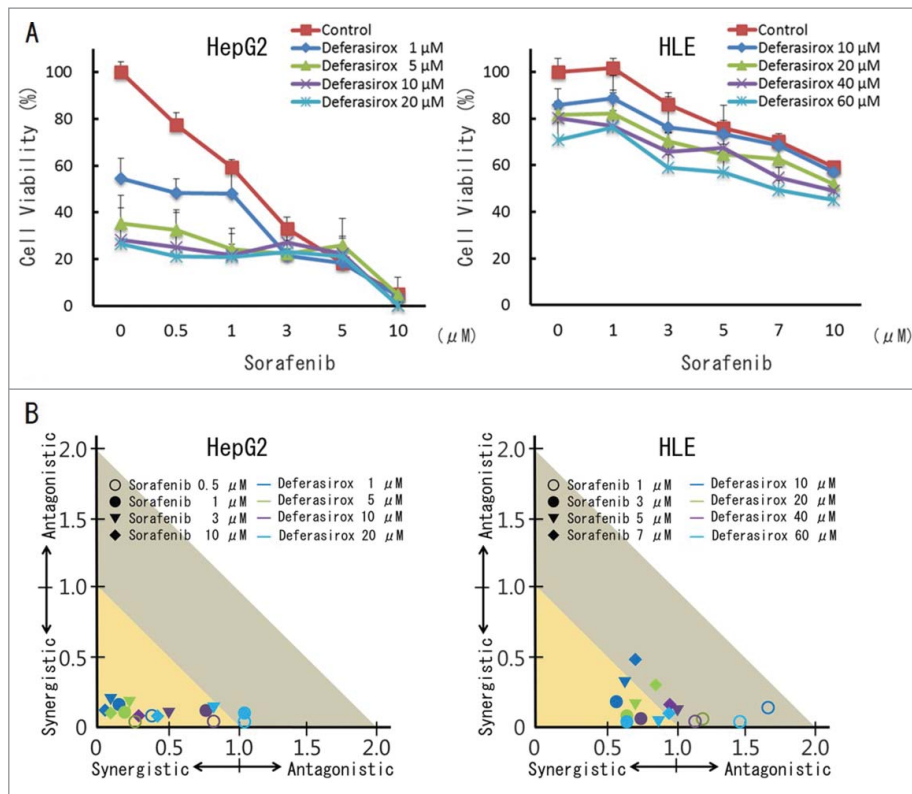 A
HepG2
Control
Deferasirox 1 μM
Deferasirox 5 μM
Deferasirox 10 μM
Deferasirox 20 μM
Cell Viability (%)
100
80
60
40
20
0
0 0.5 1 3 5 10 (μM)
Sorafenib
HLE
Control
Deferasirox 10 μM
Deferasirox 20 μM
Deferasirox 40 μM
Deferasirox 60 μM
Cell Viability (%)
100
80
60
40
20
0
0 1 3 5 7 10 (μM)
Sorafenib
B
HepG2
Antagonistic
Synergistic
2.0
1.5
1.0
0.5
0
Sorafenib 0.5 μM
Sorafenib 1 μM
Sorafenib 3 μM
Sorafenib 10 μM
Deferasirox 1 μM
Deferasirox 5 μM
Deferasirox 10 μM
Deferasirox 20 μM
0 0.5 1.0 1.5 2.0
Synergistic Antagonistic
HLE
Antagonistic
Synergistic
2.0
1.5
1.0
0.5
0
Sorafenib 1 μM
Sorafenib 3 μM
Sorafenib 5 μM
Sorafenib 7 μM
Deferasirox 10 μM
Deferasirox 20 μM
Deferasirox 40 μM
Deferasirox 60 μM
0 0.5 1.0 1.5 2.0
Synergistic Antagonistic